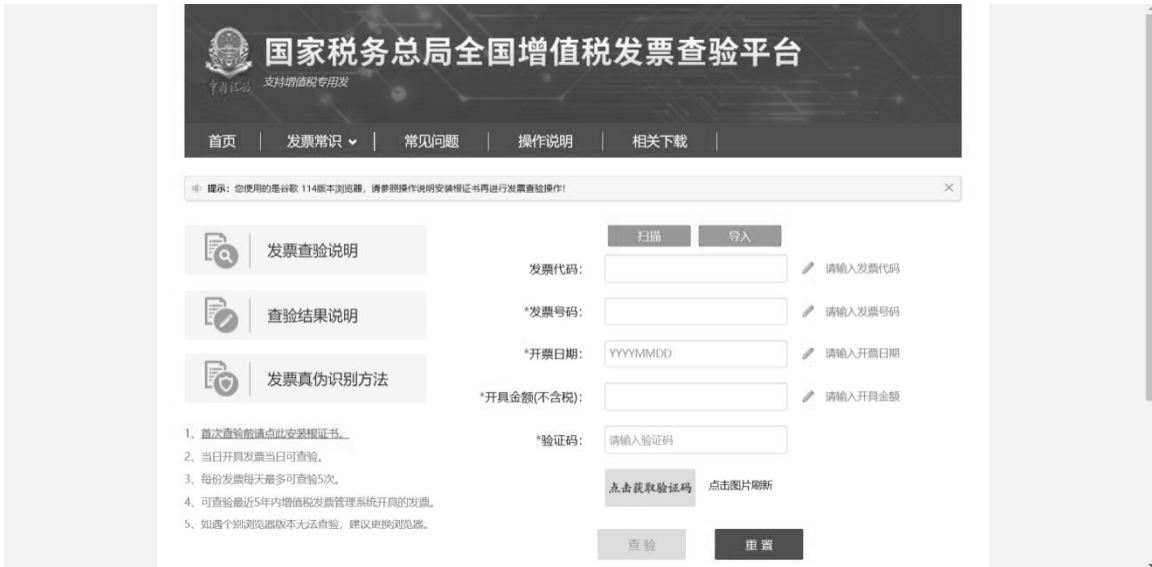 国家税务总局全国增值税发票查验平台
支持增值税专用发
首页 发票常识 常见问题 操作说明 相关下载
提示：您使用的是谷歌 114版本浏览器，请参照操作说明安装根证书再进行发票查验操作!
发票查验说明
查验结果说明
发票真伪识别方法
1、首次查验前请点此安装根证书。
2、当日开具发票当日可查验。
3、每份发票每天最多可查验5次。
4、可查验最近5年内增值税发票管理系统开具的发票。
5、如遇个别浏览器版本无法查验，建议更换浏览器。
扫描 导入
发票代码： 请输入发票代码
*发票号码： 请输入发票号码
*开票日期： YYYYMMDD 请输入开票日期
*开具金额(不含税)： 请输入开具金额
*验证码： 请输入验证码
点击获取验证码 点击图片刷新
查验 重置